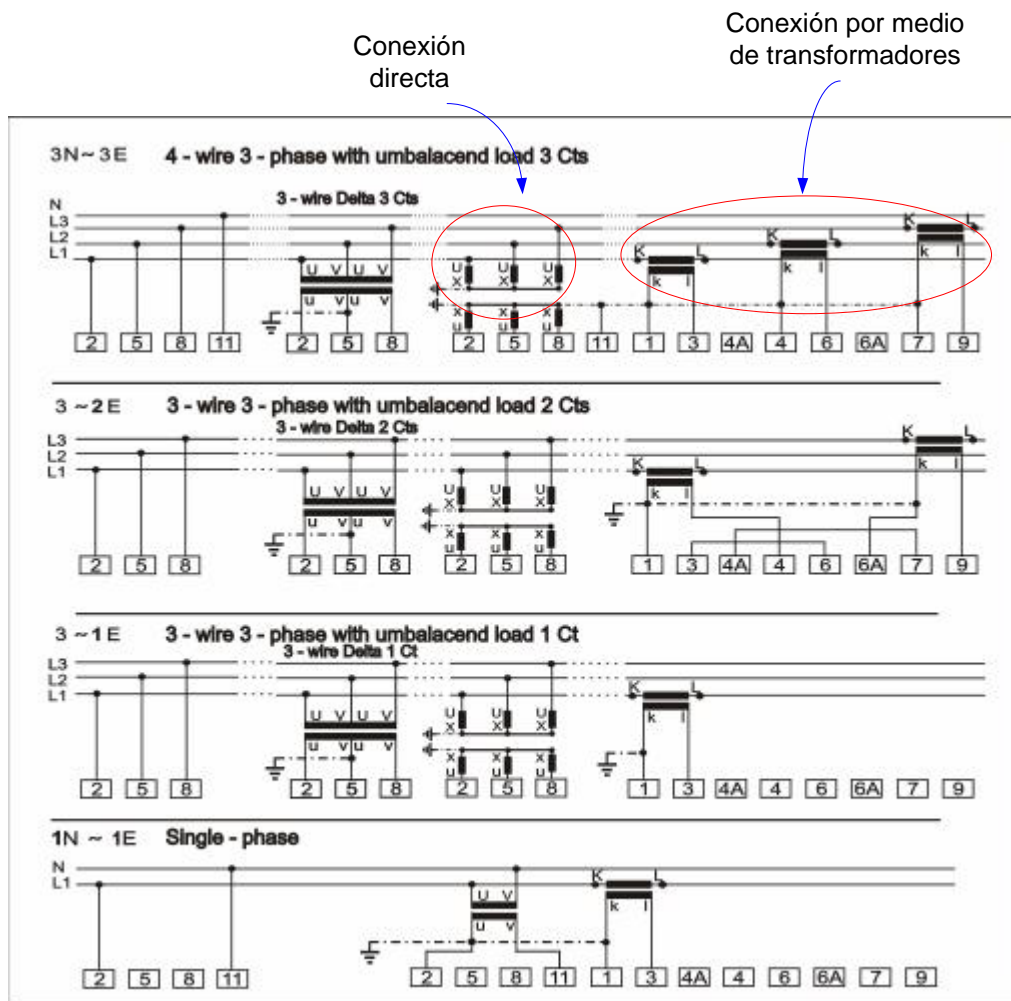 Conexión
directa
Conexión por medio
de transformadores
3N~3E 4 - wire 3 - phase with umbalacend load 3 Cts
3 - wire Delta 3 Cts
N
L3
L2
L1
K L
K L
K L
U V U V
u v u v
U X U X U X
X u X u X u
k l
k l
k l
2 5 8 11 2 5 8 2 5 8 11 1 3 4A 4 6 6A 7 9
3 ~2E 3 - wire 3 - phase with umbalacend load 2 Cts
3 - wire Delta 2 Cts
L3
L2
L1
K L
K L
U V U V
u v u v
U X U X U X
X u X u X u
k l
k l
2 5 8 2 5 8 2 5 8 1 3 4A 4 6 6A 7 9
3 ~1E 3 - wire 3 - phase with umbalacend load 1 Ct
3 - wire Delta 1 Ct
L3
L2
L1
K L
U V U V
u v u v
U X U X U X
X u X u X u
k l
2 5 8 2 5 8 2 5 8 1 3 4A 4 6 6A 7 9
1N ~ 1E Single - phase
N
L1
K L
U V
u v
k l
2 5 8 11 2 5 8 11 1 3 4A 4 6 6A 7 9